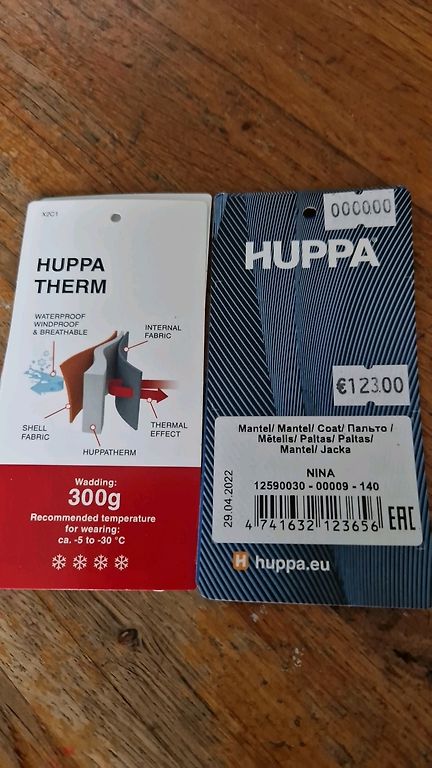 X2C1
HUPPA
THERM
WATERPROOF
WINDPROOF
& BREATHABLE
INTERNAL
FABRIC
SHELL
FABRIC
THERMAL
EFFECT
HUPPATHERM
Wadding:
300g
Recommended temperature
for wearing:
ca. -5 to -30 °C
000000
HUPPA
€123.00
Mantel/ Mantel/ Coat/ Пальто /
Mētelis/ Paltas/ Paltas/
Mantel/ Jacka
NINA
12590030 - 00009 - 140
29.04.2022
4 741632 123656
EAC
H huppa.eu